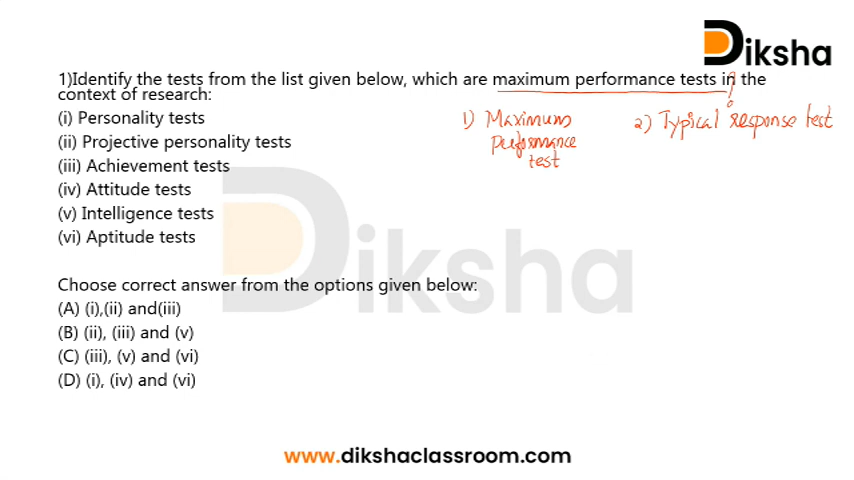 Diksha
1)Identify the tests from the list given below, which are maximum performance tests in the
context of research:
(i) Personality tests
(ii) Projective personality tests
(iii) Achievement tests
(iv) Attitude tests
(v) Intelligence tests
(vi) Aptitude tests
1) Maximum
performance
test
2) Typical response test
?
Diksha
Choose correct answer from the options given below:
(A) (i),(ii) and(iii)
(B) (ii), (iii) and (v)
(C) (iii), (v) and (vi)
(D) (i), (iv) and (vi)
www.dikshaclassroom.com